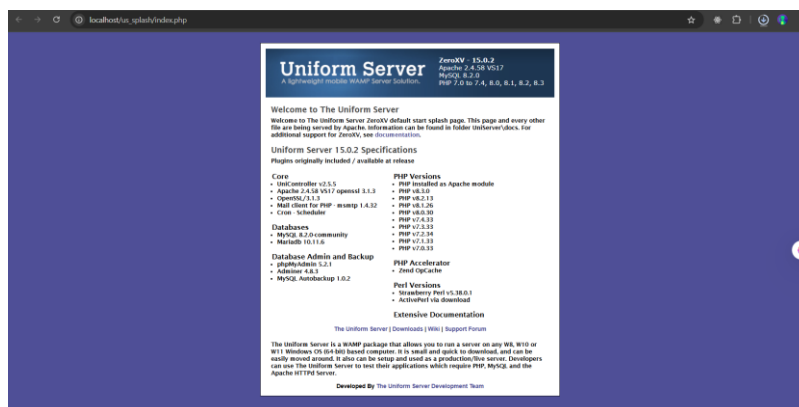 localhost/us_splash/index.php
Uniform Server
A lightweight mobile WAMP Server Solution.
ZeroXV - 15.0.2
Apache 2.4.58 VS17
MySQL 8.2.0
PHP 7.0 to 7.4, 8.0, 8.1, 8.2, 8.3
Welcome to The Uniform Server
Welcome to The Uniform Server ZeroXV default start splash page. This page and every other
file are being served by Apache. Information can be found in folder UniServer\docs. For
additional support for ZeroXV, see documentation.
Uniform Server 15.0.2 Specifications
Plugins originally included / available at release
Core
• UniController v2.5.5
• Apache 2.4.58 VS17 openssl 3.1.3
• OpenSSL/3.1.3
• Mail client for PHP - msmtp 1.4.32
• Cron - Scheduler
Databases
• MySQL 8.2.0-community
• Mariadb 10.11.6
Database Admin and Backup
• phpMyAdmin 5.2.1
• Adminer 4.8.3
• MySQL Autobackup 1.0.2
PHP Versions
• PHP installed as Apache module
• PHP v8.3.0
• PHP v8.2.13
• PHP v8.1.26
• PHP v8.0.30
• PHP v7.4.33
• PHP v7.3.33
• PHP v7.2.34
• PHP v7.1.33
• PHP v7.0.33
PHP Accelerator
• Zend OpCache
Perl Versions
• Strawberry Perl v5.38.0.1
• ActivePerl via download
Extensive Documentation
The Uniform Server | Downloads | Wiki | Support Forum
The Uniform Server is a WAMP package that allows you to run a server on any W8, W10 or
W11 Windows OS (64-bit) based computer. It is small and quick to download, and can be
easily moved around. It also can be setup and used as a production/live server. Developers
can use The Uniform Server to test their applications which require PHP, MySQL and the
Apache HTTPd Server.
Developed By The Uniform Server Development Team